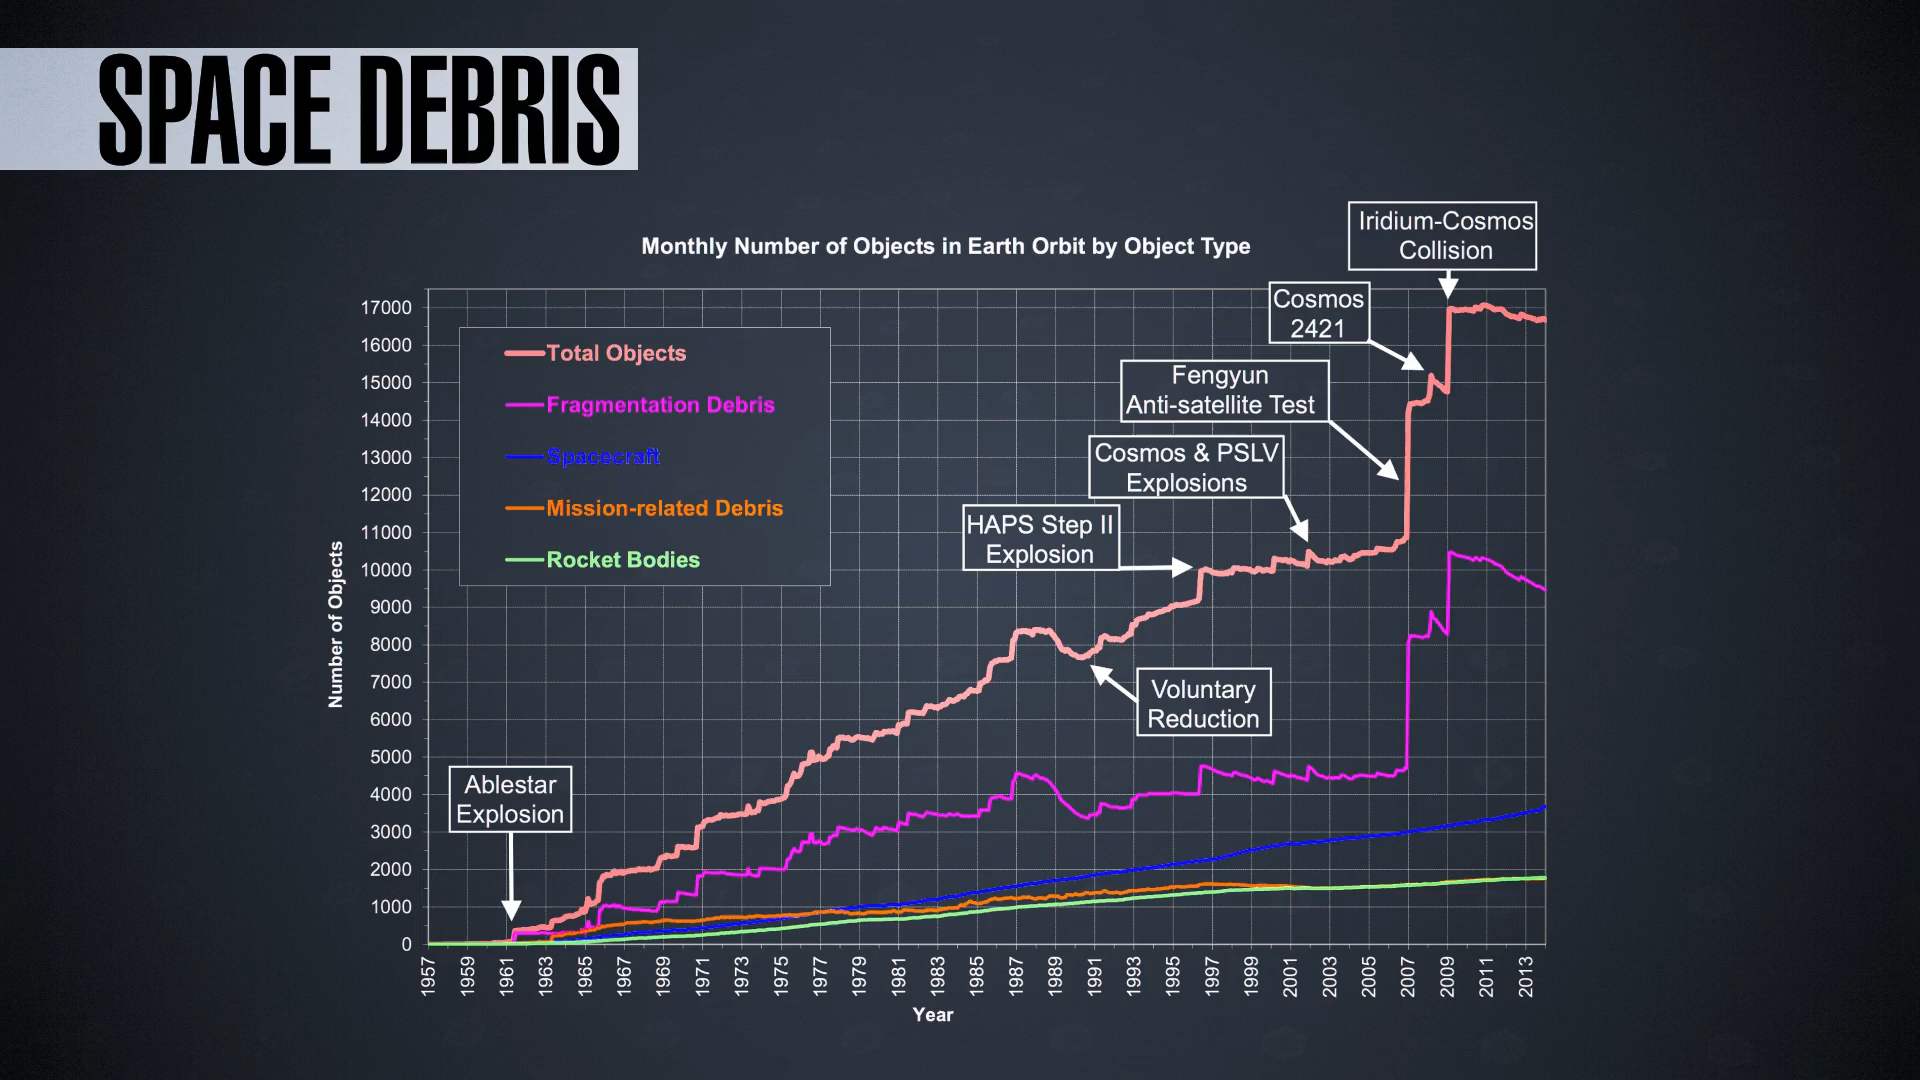 SPACE DEBRIS
Monthly Number of Objects in Earth Orbit by Object Type
Iridium-Cosmos
Collision
Cosmos
2421
Fengyun
Anti-satellite Test
Cosmos & PSLV
Explosions
HAPS Step II
Explosion
Voluntary
Reduction
Ablestar
Explosion
Total Objects
Fragmentation Debris
Spacecraft
Mission-related Debris
Rocket Bodies
Number of Objects
17000
16000
15000
14000
13000
12000
11000
10000
9000
8000
7000
6000
5000
4000
3000
2000
1000
0
1957
1959
1961
1963
1965
1967
1969
1971
1973
1975
1977
1979
1981
1983
1985
1987
1989
1991
1993
1995
1997
1999
2001
2003
2005
2007
2009
2011
2013
Year